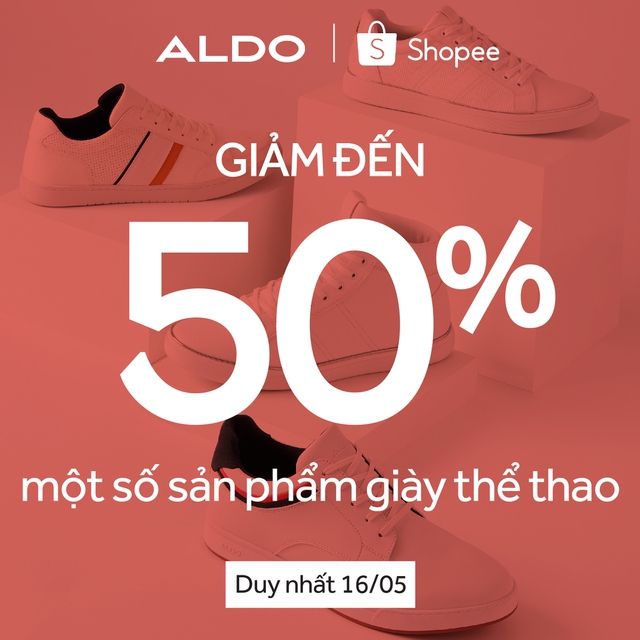 ALDO | Shopee
GIẢM ĐẾN
50%
một số sản phẩm giày thể thao
Duy nhất 16/05